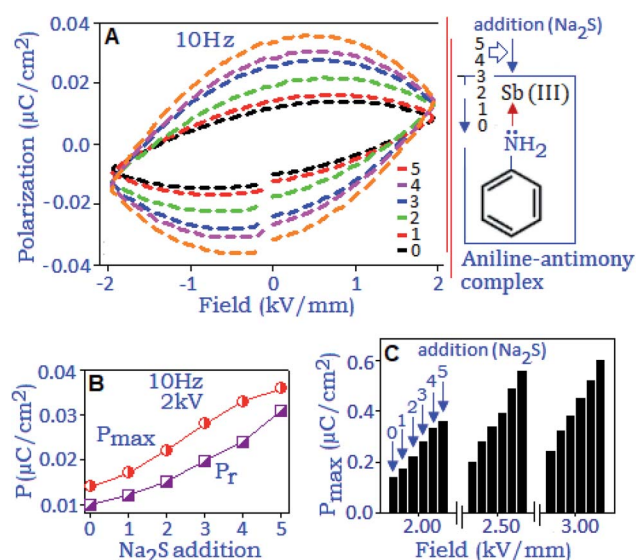 A
10Hz
Polarization (µC/cm²)
0.04
0.02
0.0
-0.02
-0.04
-2
-1
0
1
2
Field (kV/mm)
5
4
3
2
1
0
addition (Na₂S)
5
4
3
2
1
0
Sb (III)
N̈H₂
Aniline-antimony
complex
B
10Hz
2kV
P (µC/cm²)
0.04
0.03
0.02
0.01
Pmax
Pr
0 1 2 3 4 5
Na₂S addition
C
addition (Na₂S)
Pmax (µC/cm²)
0.6
0.4
0.2
0.0
0 1 2 3 4 5
2.00 2.50 3.00
Field (kV/mm)